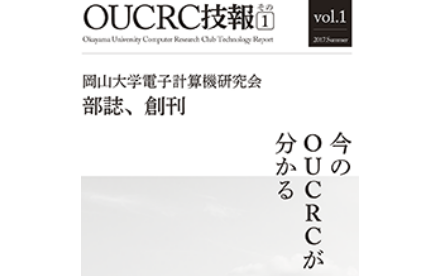 OUCRC技報その1
Okayama University Computer Research Club Technology Report
vol.1
2017.Summer
岡山大学電子計算機研究会
部誌、創刊
今の
OUCRCが
分かる